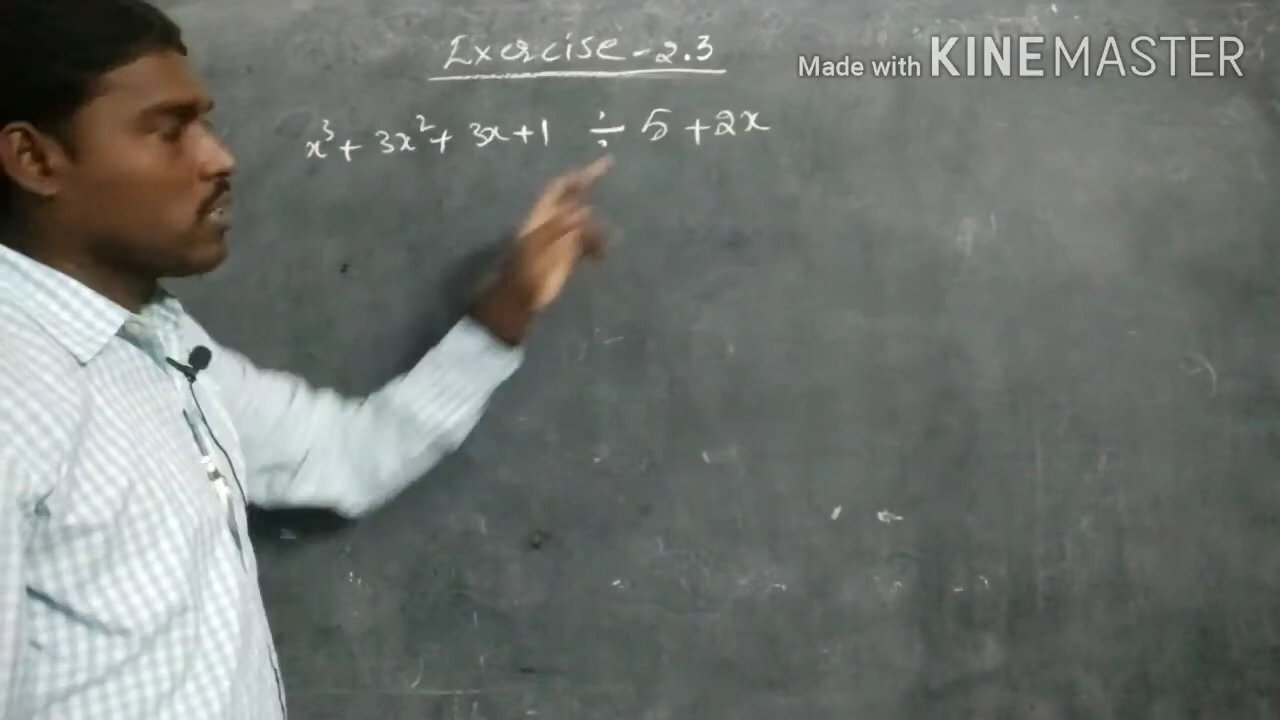 Exercise-2.3
Made with KINEMASTER
x³ + 3x² + 3x + 1 ÷ 5 + 2x